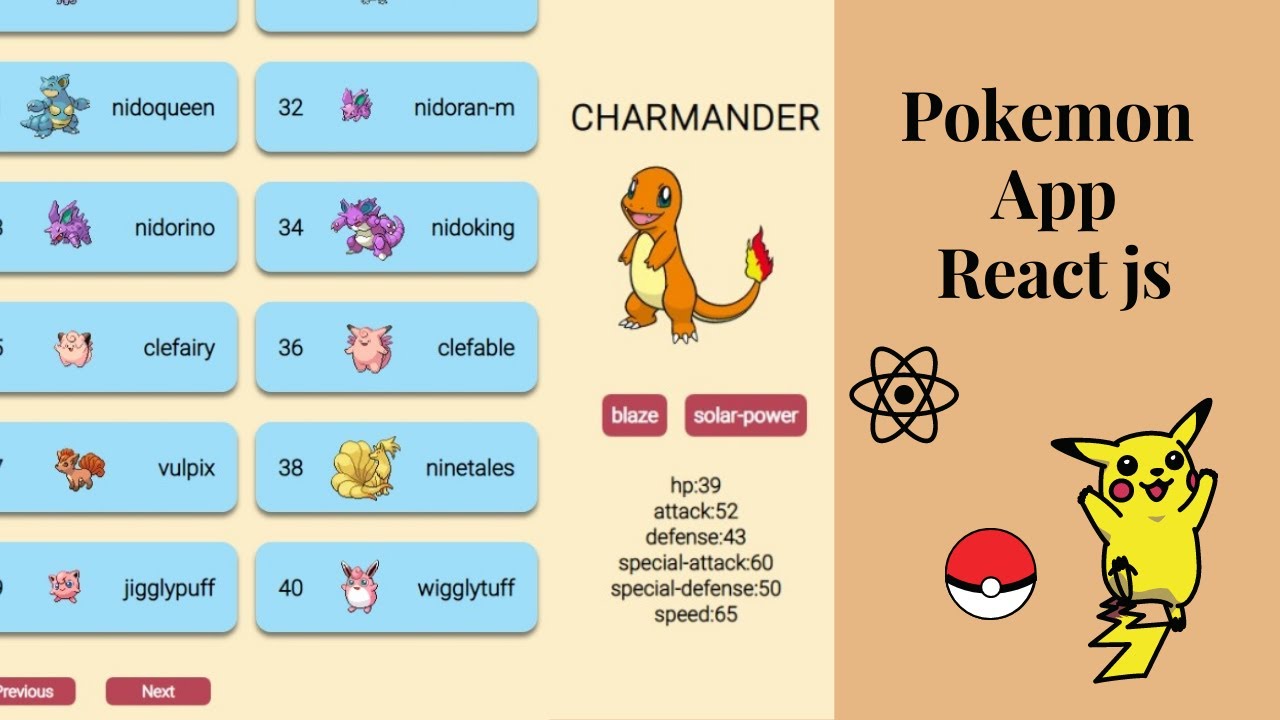 nidoqueen
32 nidoran-m
nidorino
34 nidoking
clefairy
36 clefable
vulpix
38 ninetales
jigglypuff
40 wigglytuff
Previous
Next
CHARMANDER
blaze
solar-power
hp:39
attack:52
defense:43
special-attack:60
special-defense:50
speed:65
Pokemon
App
React js